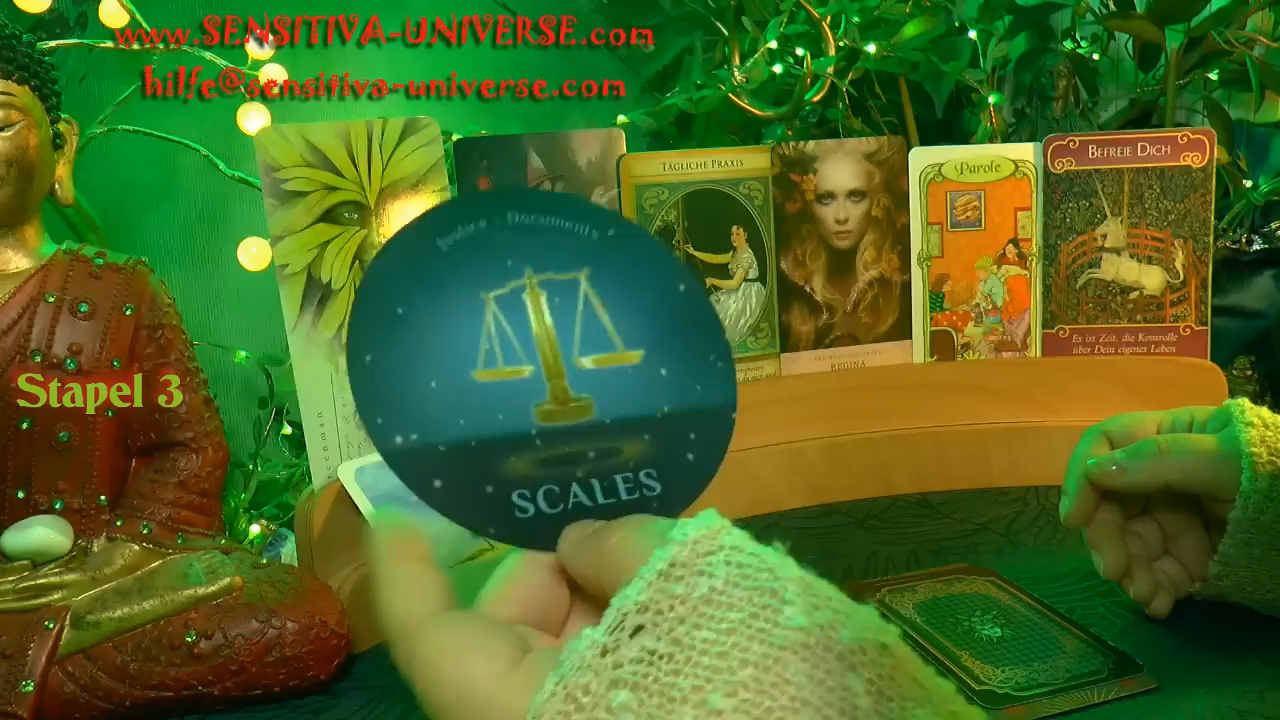 www.SENSITIVA-UNIVERSE.com
hilfe@sensitiva-universe.com
Stapel 3
Justice - Documents
SCALES
TÄGLICHE PRAXIS
REGINA
Parole
BEFREIE DICH
Es ist Zeit, die Kontrolle
über Dein eigenes Leben